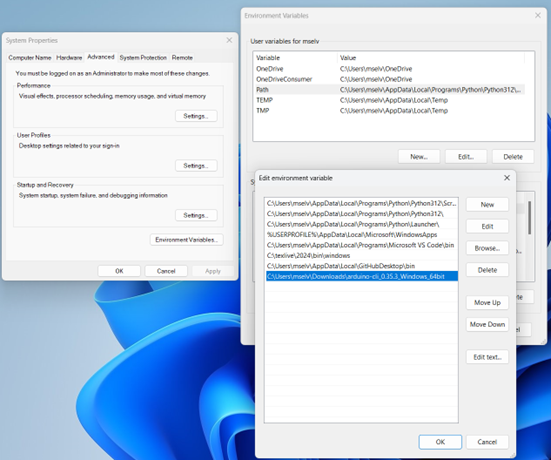 System Properties
Computer Name Hardware Advanced System Protection Remote
You must be logged on as an Administrator to make most of these changes.
Performance
Visual effects, processor scheduling, memory usage, and virtual memory
Settings...
User Profiles
Desktop settings related to your sign-in
Settings...
Startup and Recovery
System startup, system failure, and debugging information
Settings...
Environment Variables...
OK Cancel Apply
Environment Variables
User variables for mselv
Variable Value
OneDrive C:\Users\mselv\OneDrive
OneDriveConsumer C:\Users\mselv\OneDrive
Path C:\Users\mselv\AppData\Local\Programs\Python\Python312\...
TEMP C:\Users\mselv\AppData\Local\Temp
TMP C:\Users\mselv\AppData\Local\Temp
New... Edit... Delete
Edit environment variable
C:\Users\mselv\AppData\Local\Programs\Python\Python312\Scr...
C:\Users\mselv\AppData\Local\Programs\Python\Python312\
C:\Users\mselv\AppData\Local\Programs\Python\Launcher\
%USERPROFILE%\AppData\Local\Microsoft\WindowsApps
C:\Users\mselv\AppData\Local\Programs\Microsoft VS Code\bin
C:\texlive\2024\bin\windows
C:\Users\mselv\AppData\Local\GitHubDesktop\bin
C:\Users\mselv\Downloads\arduino-cli_0.35.3_Windows_64bit
New
Edit
Browse...
Delete
Move Up
Move Down
Edit text...
OK Cancel